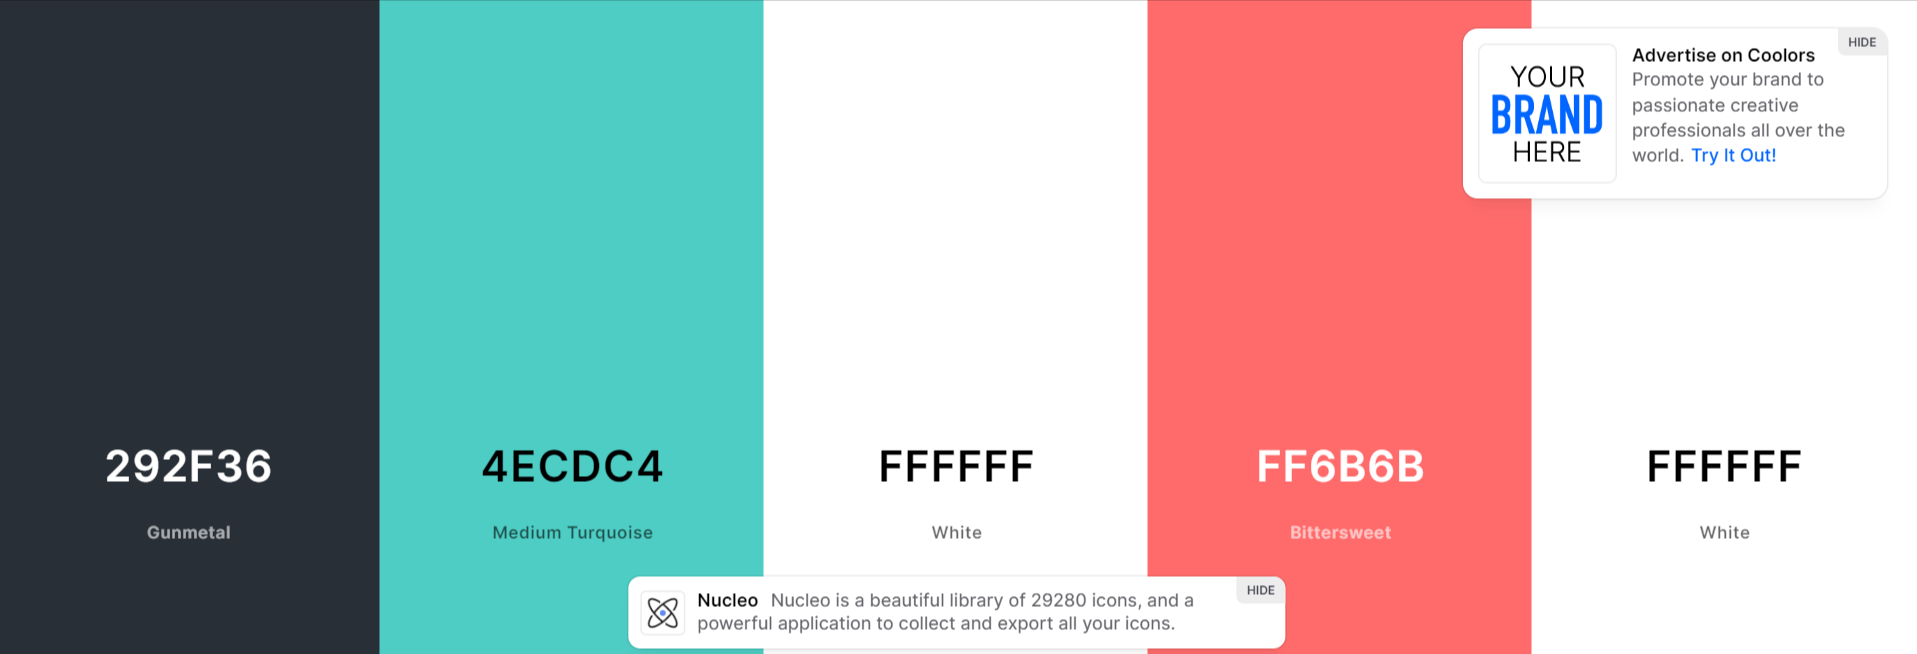 HIDE
YOUR
BRAND
HERE
Advertise on Coolors
Promote your brand to
passionate creative
professionals all over the
world. Try It Out!
292F36
Gunmetal
4ECDC4
Medium Turquoise
FFFFFF
White
FF6B6B
Bittersweet
FFFFFF
White
HIDE
Nucleo Nucleo is a beautiful library of 29280 icons, and a
powerful application to collect and export all your icons.